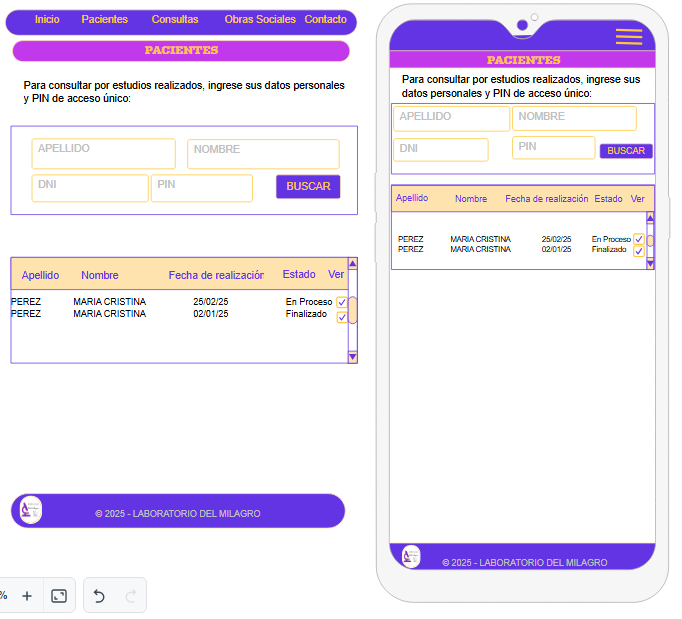 Inicio Pacientes Consultas Obras Sociales Contacto
PACIENTES
Para consultar por estudios realizados, ingrese sus datos personales
y PIN de acceso único:
APELLIDO NOMBRE
DNI PIN BUSCAR
Apellido Nombre Fecha de realización Estado Ver
PEREZ MARIA CRISTINA 25/02/25 En Proceso
PEREZ MARIA CRISTINA 02/01/25 Finalizado
© 2025 - LABORATORIO DEL MILAGRO
%
PACIENTES
Para consultar por estudios realizados, ingrese sus
datos personales y PIN de acceso único:
APELLIDO NOMBRE
DNI PIN BUSCAR
Apellido Nombre Fecha de realización Estado Ver
PEREZ MARIA CRISTINA 25/02/25 En Proceso
PEREZ MARIA CRISTINA 02/01/25 Finalizado
© 2025 - LABORATORIO DEL MILAGRO